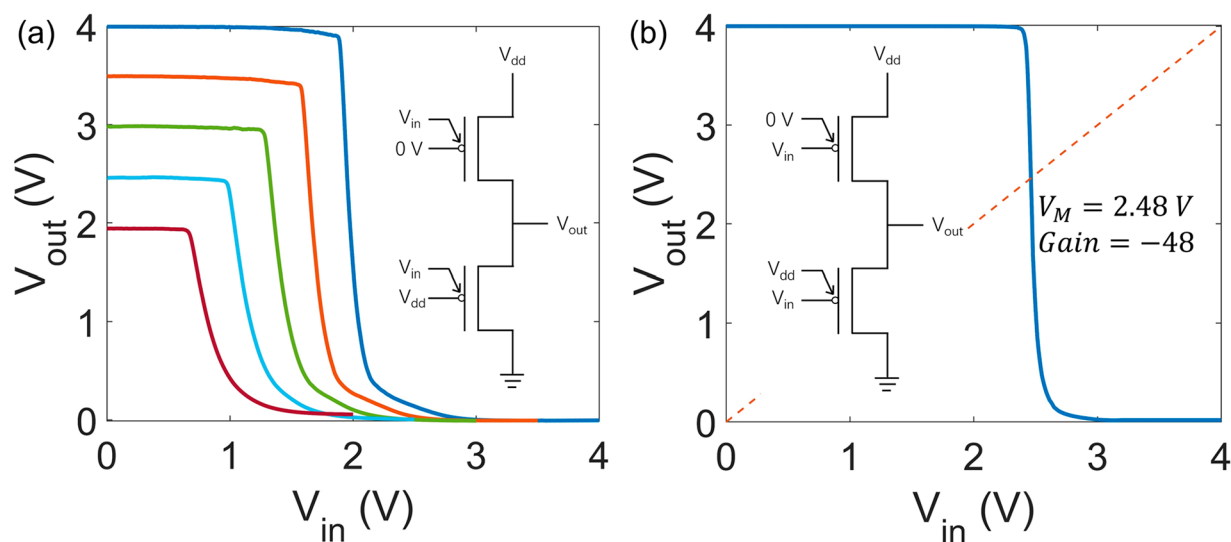 (a)
4
3
2
1
0
V_out (V)
0 1 2 3 4
V_in (V)
V_dd
V_in
0 V
V_out
V_in
V_dd
(b)
4
3
2
1
0
V_out (V)
0 1 2 3 4
V_in (V)
V_dd
0 V
V_in
V_out
V_dd
V_in
V_M = 2.48 V
Gain = −48